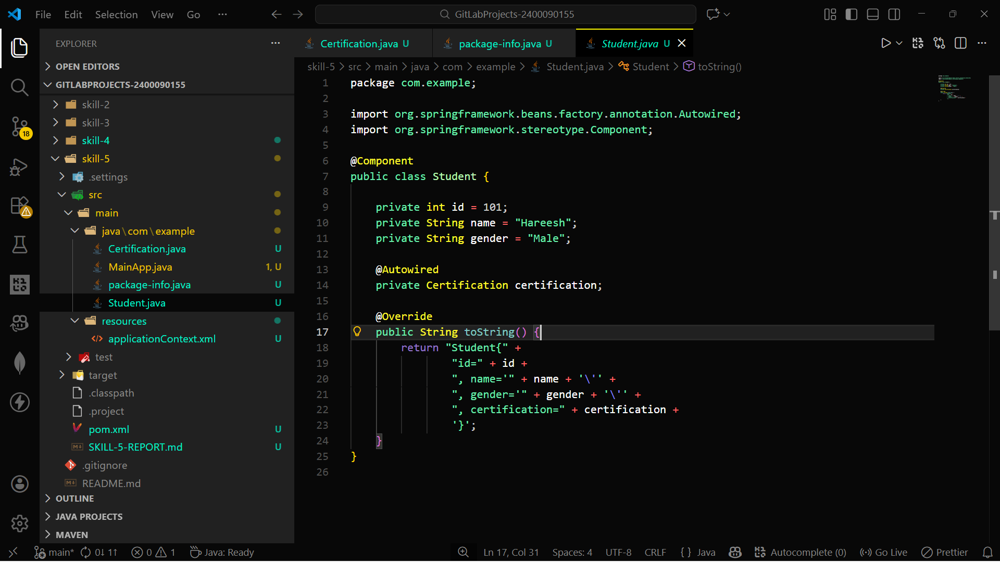 File Edit Selection View Go ···
GitLabProjects-2400090155
EXPLORER ···
OPEN EDITORS
GITLABPROJECTS-2400090155
skill-2
skill-3
skill-4
skill-5
.settings
src
main
java\com\example
Certification.java U
MainApp.java 1, U
package-info.java U
Student.java U
resources
applicationContext.xml U
test
target
.classpath
.project
pom.xml U
SKILL-5-REPORT.md U
.gitignore
README.md
OUTLINE
JAVA PROJECTS
MAVEN
18
Certification.java U
package-info.java U
Student.java U
skill-5 > src > main > java > com > example > Student.java > Student > toString()
1 package com.example;
2
3 import org.springframework.beans.factory.annotation.Autowired;
4 import org.springframework.stereotype.Component;
5
6 @Component
7 public class Student {
8
9 private int id = 101;
10 private String name = "Hareesh";
11 private String gender = "Male";
12
13 @Autowired
14 private Certification certification;
15
16 @Override
17 public String toString() {
18 return "Student{" +
19 "id=" + id +
20 ", name='" + name + '\'' +
21 ", gender='" + gender + '\'' +
22 ", certification=" + certification +
23 '}';
24 }
25 }
26
main* 0↓ 1↑ 0 1 Java: Ready
Ln 17, Col 31 Spaces: 4 UTF-8 CRLF {} Java Autocomplete (0) Go Live Prettier